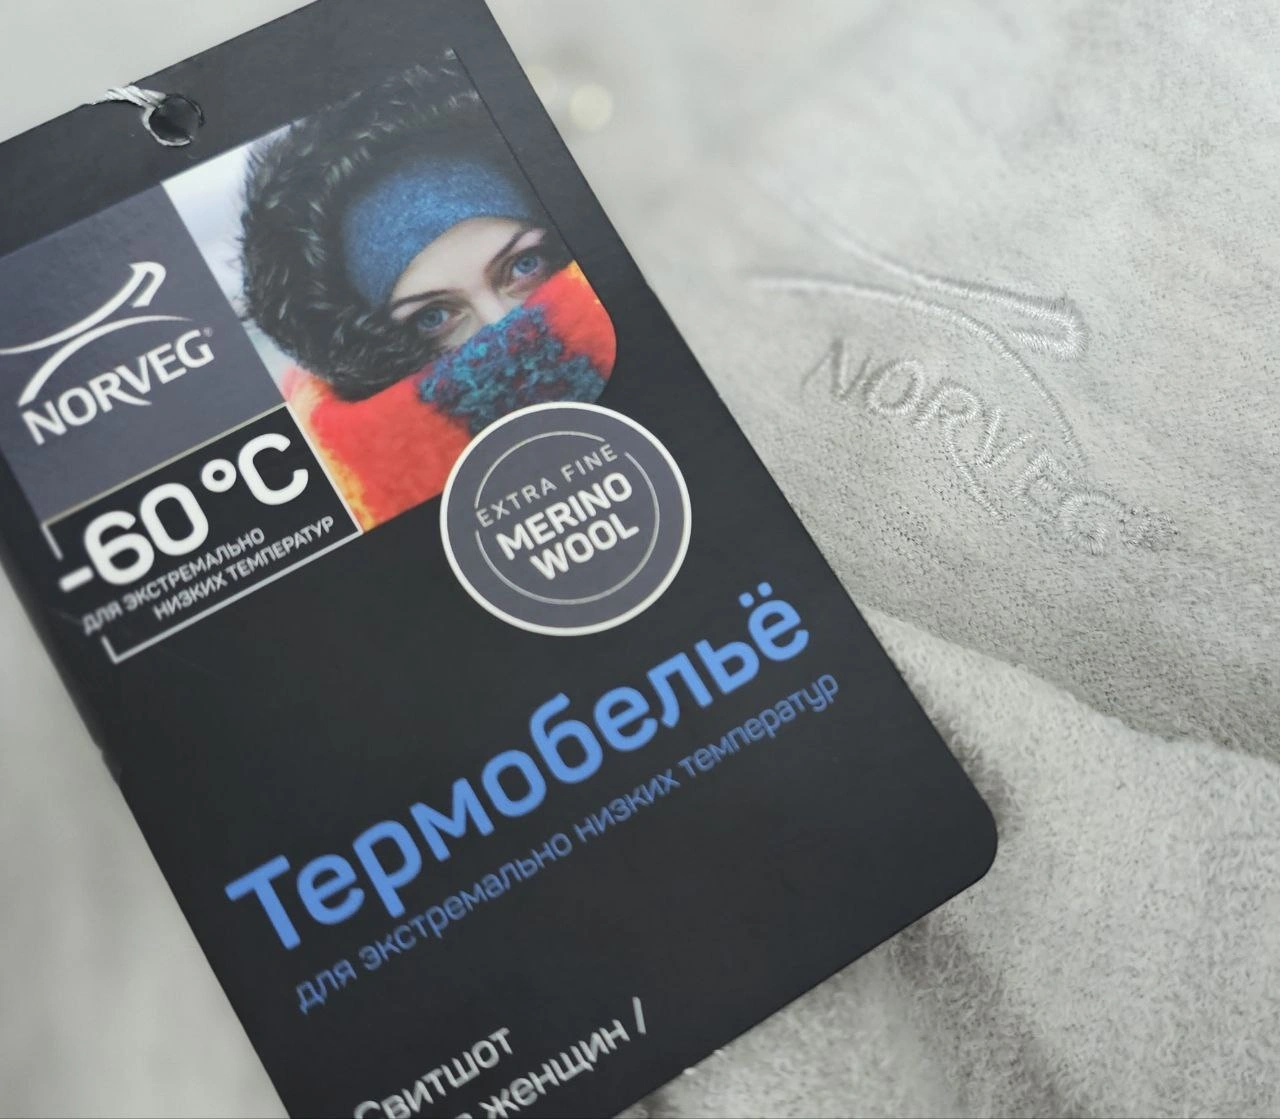 NORVEG®
-60°C
ДЛЯ ЭКСТРЕМАЛЬНО
НИЗКИХ ТЕМПЕРАТУР
EXTRA FINE
MERINO
WOOL
Термобельё
для экстремально низких температур
Свитшот
женщин /
NORVEG